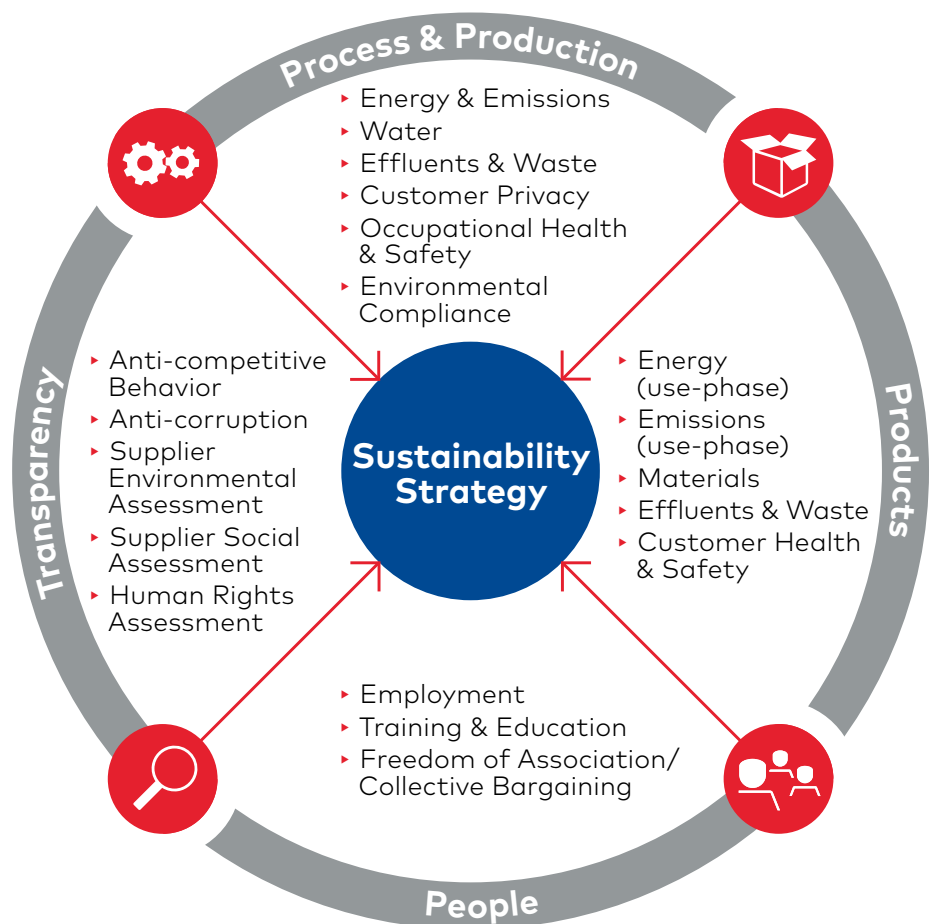 Process & Production
▸ Energy & Emissions
▸ Water
▸ Effluents & Waste
▸ Customer Privacy
▸ Occupational Health
& Safety
▸ Environmental
Compliance
Transparency
▸ Anti-competitive
Behavior
▸ Anti-corruption
▸ Supplier
Environmental
Assessment
▸ Supplier Social
Assessment
▸ Human Rights
Assessment
Sustainability
Strategy
▸ Energy
(use-phase)
▸ Emissions
(use-phase)
▸ Materials
▸ Effluents & Waste
▸ Customer Health
& Safety
Products
▸ Employment
▸ Training & Education
▸ Freedom of Association/
Collective Bargaining
People